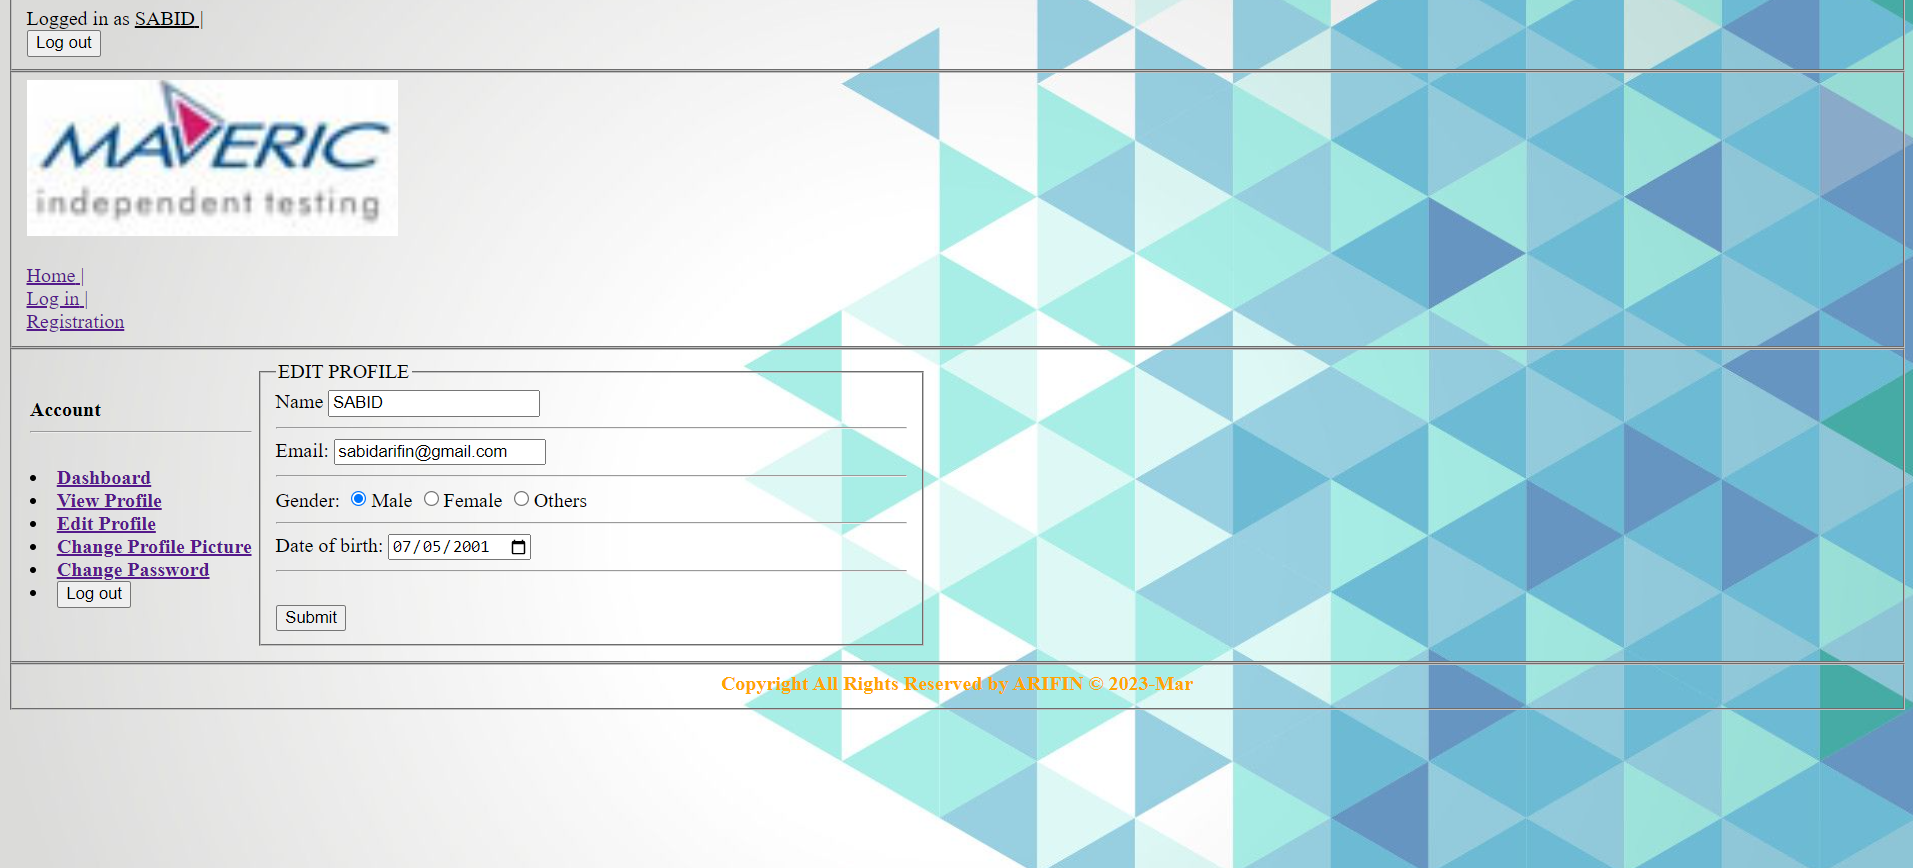 Logged in as SABID |
Log out
MAVERIC
independent testing
Home |
Log in |
Registration
Account
Dashboard
View Profile
Edit Profile
Change Profile Picture
Change Password
Log out
EDIT PROFILE
Name SABID
Email: sabidarifin@gmail.com
Gender: Male Female Others
Date of birth: 07/05/2001
Submit
Copyright All Rights Reserved by ARIFIN © 2023-Mar